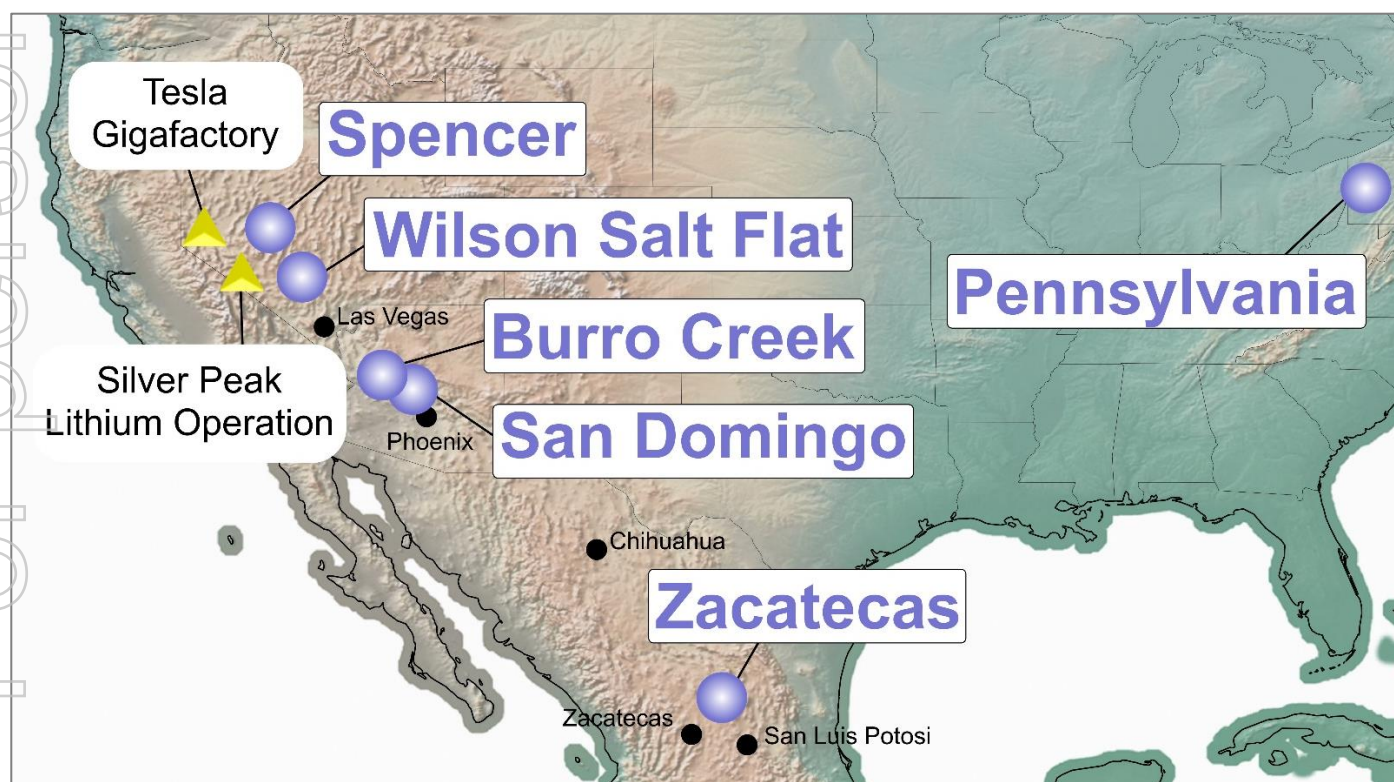 Tesla
Gigafactory
Spencer
Wilson Salt Flat
Pennsylvania
Las Vegas
Burro Creek
Silver Peak
Lithium Operation
San Domingo
Phoenix
Chihuahua
Zacatecas
Zacatecas
San Luis Potosi